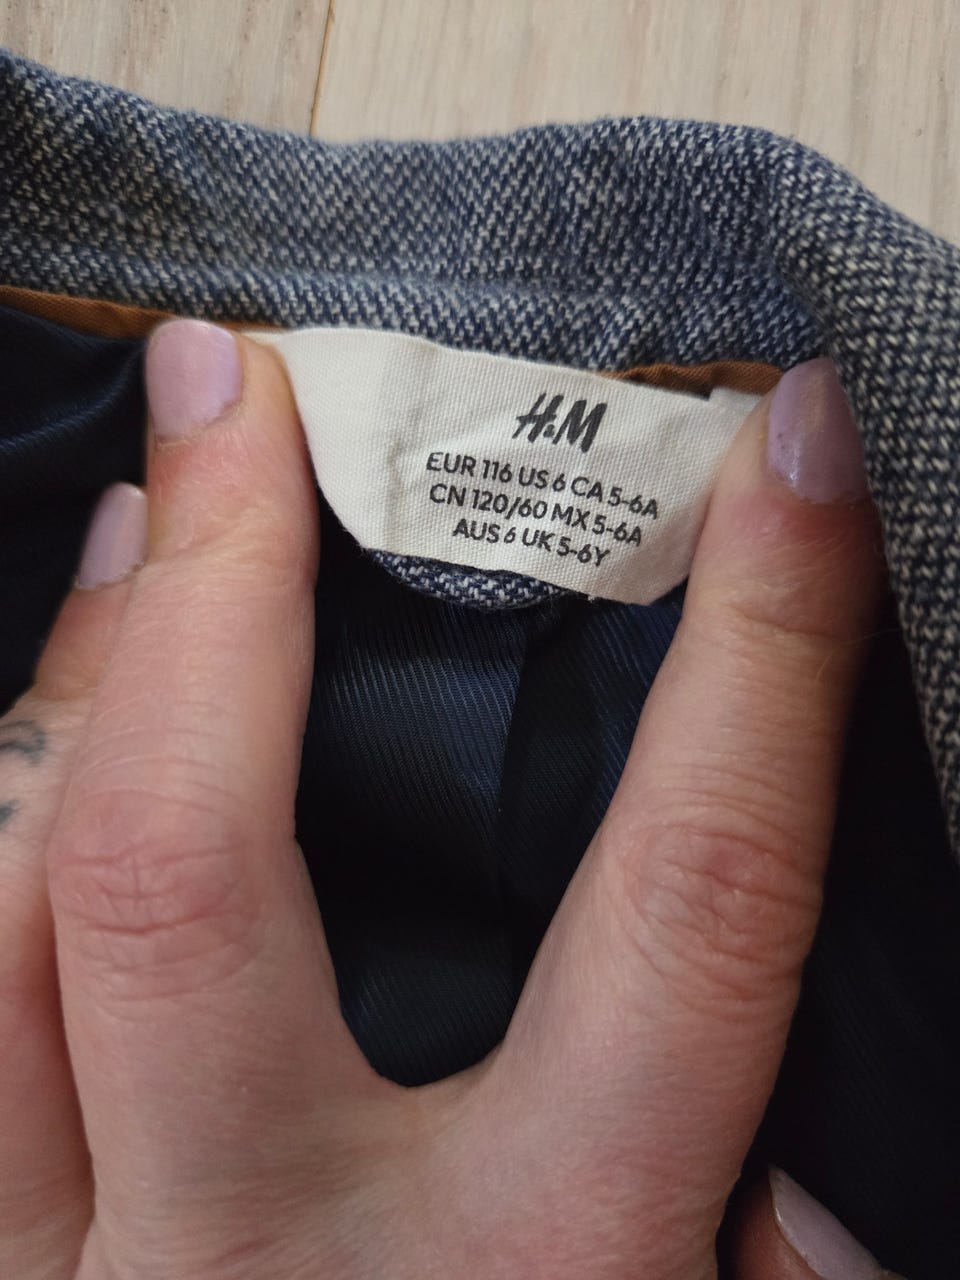 H&M
EUR 116 US 6 CA 5-6A
CN 120/60 MX 5-6A
AUS 6 UK 5-6Y